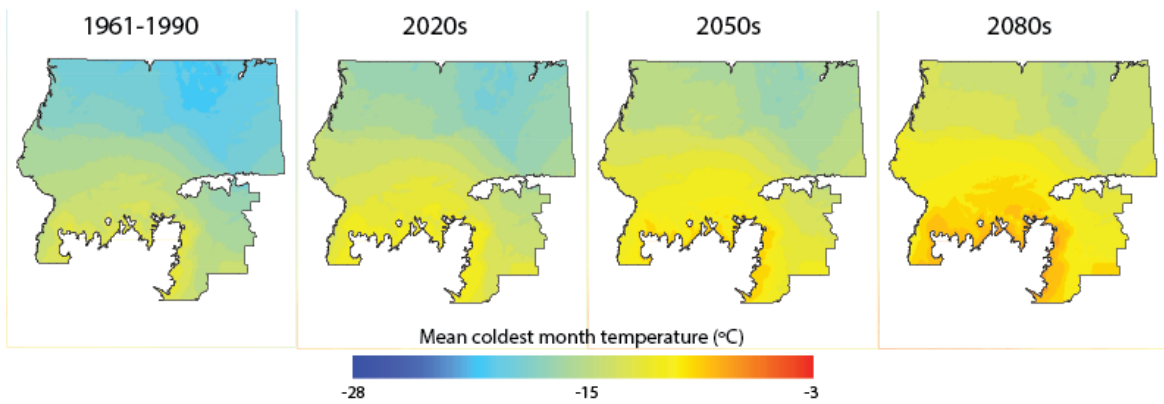 1961-1990
2020s
2050s
2080s
Mean coldest month temperature (ºC)
-28
-15
-3